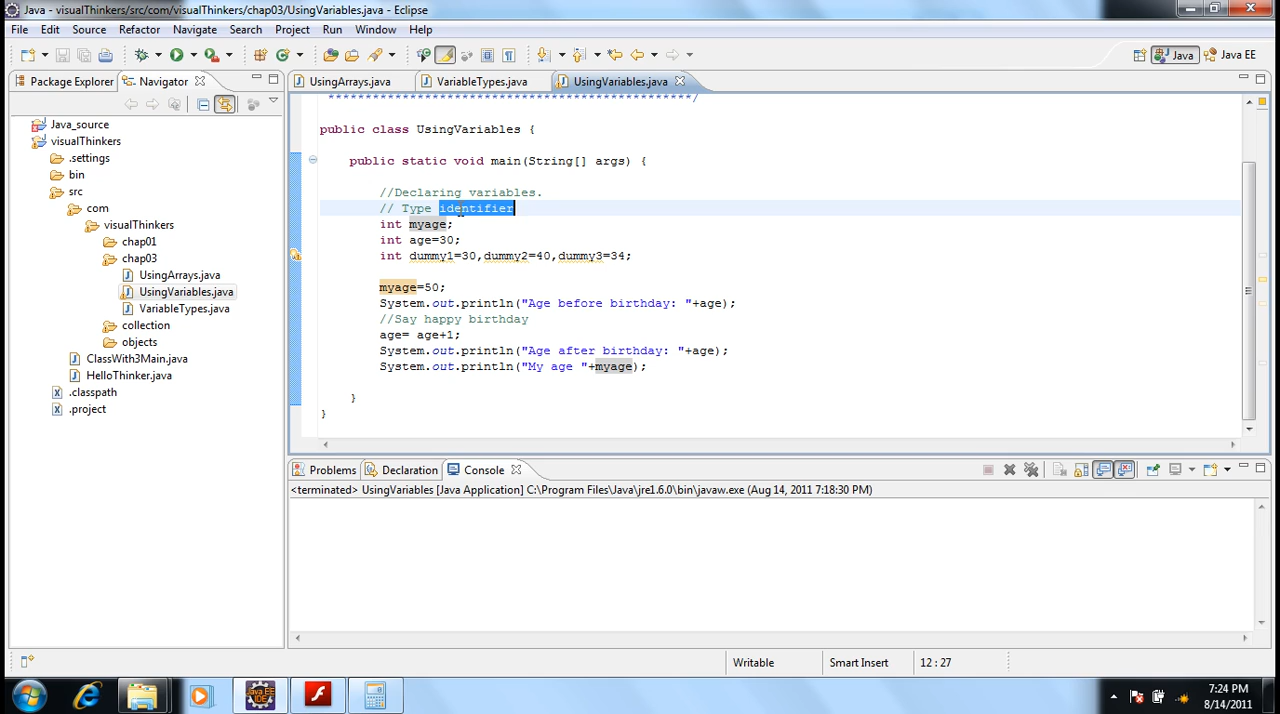 Java - visualThinkers/src/com/visualThinkers/chap03/UsingVariables.java - Eclipse
File Edit Source Refactor Navigate Search Project Run Window Help
Java Java EE
Package Explorer Navigator
UsingArrays.java VariableTypes.java UsingVariables.java
Java_source
visualThinkers
.settings
bin
src
com
visualThinkers
chap01
chap03
UsingArrays.java
UsingVariables.java
VariableTypes.java
collection
objects
ClassWith3Main.java
HelloThinker.java
.classpath
.project
*************************************************/
public class UsingVariables {
public static void main(String[] args) {
//Declaring variables.
// Type identifier
int myage;
int age=30;
int dummy1=30,dummy2=40,dummy3=34;
myage=50;
System.out.println("Age before birthday: "+age);
//Say happy birthday
age= age+1;
System.out.println("Age after birthday: "+age);
System.out.println("My age "+myage);
}
}
Problems Declaration Console
<terminated> UsingVariables [Java Application] C:\Program Files\Java\jre1.6.0\bin\javaw.exe (Aug 14, 2011 7:18:30 PM)
Writable Smart Insert 12 : 27
Java EE
IDE
7:24 PM
8/14/2011